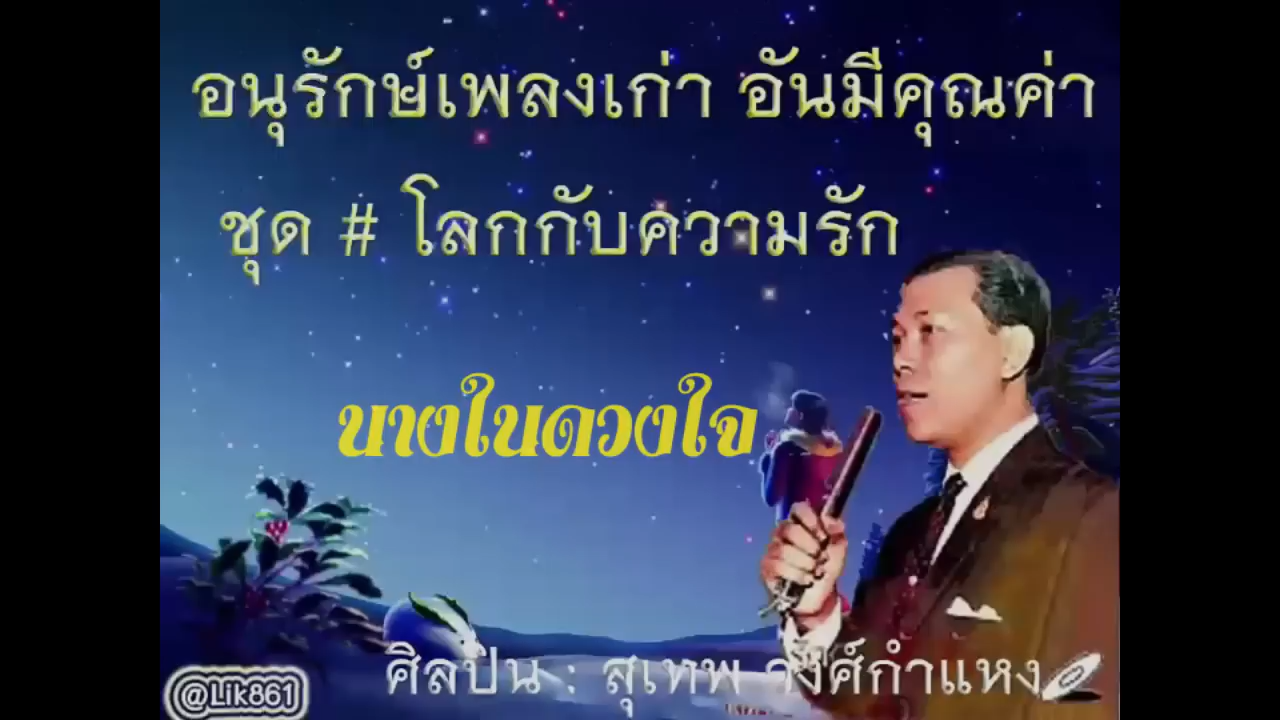 อนุรักษ์เพลงเก่า อันมีคุณค่า
ชุด # โลกกับความรัก
นางในดวงใจ
ศิลปิน : สุเทพ วงศ์กำแหง
@Lik861